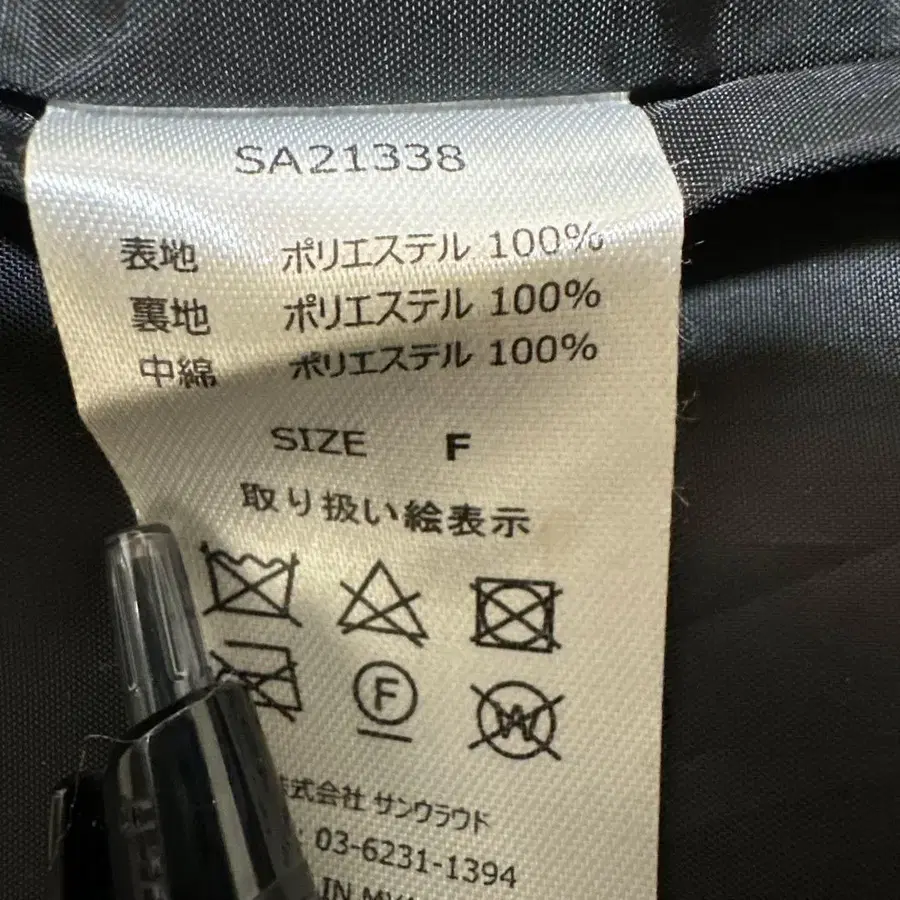 SA21338
表地 ポリエステル 100%
裏地 ポリエステル 100%
中綿 ポリエステル 100%
SIZE F
取り扱い絵表示
F
W
式会社 サンウラウド
03-6231-1394
IN